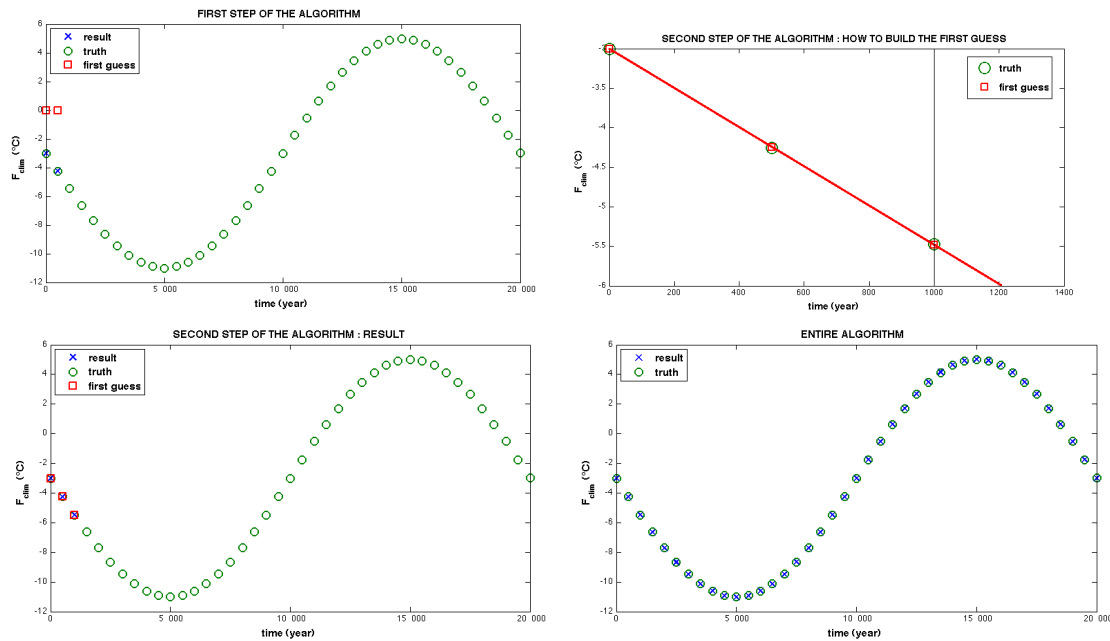 FIRST STEP OF THE ALGORITHM
6
4
2
0
-2
-4
-6
-8
-10
-12
F_clim (°C)
result
truth
first guess
0 5 000 10 000 15 000 20 000
time (year)
SECOND STEP OF THE ALGORITHM : HOW TO BUILD THE FIRST GUESS
-3.5
-4
-4.5
-5
-5.5
-6
F_clim (°C)
truth
first guess
0 200 400 600 800 1000 1200 1400
time (year)
SECOND STEP OF THE ALGORITHM : RESULT
6
4
2
0
-2
-4
-6
-8
-10
-12
F_clim (°C)
result
truth
first guess
0 5 000 10 000 15 000 20 000
time (year)
ENTIRE ALGORITHM
6
4
2
0
-2
-4
-6
-8
-10
-12
F_clim (°C)
result
truth
0 5 000 10 000 15 000 20 000
time (year)